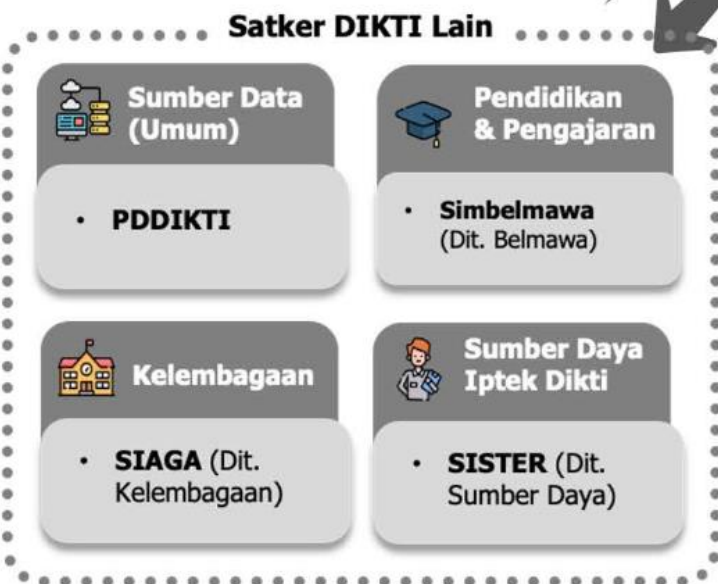 Satker DIKTI Lain
Sumber Data
(Umum)
• PDDIKTI
Pendidikan
& Pengajaran
• Simbelmawa
(Dit. Belmawa)
Kelembagaan
• SIAGA (Dit.
Kelembagaan)
Sumber Daya
Iptek Dikti
• SISTER (Dit.
Sumber Daya)